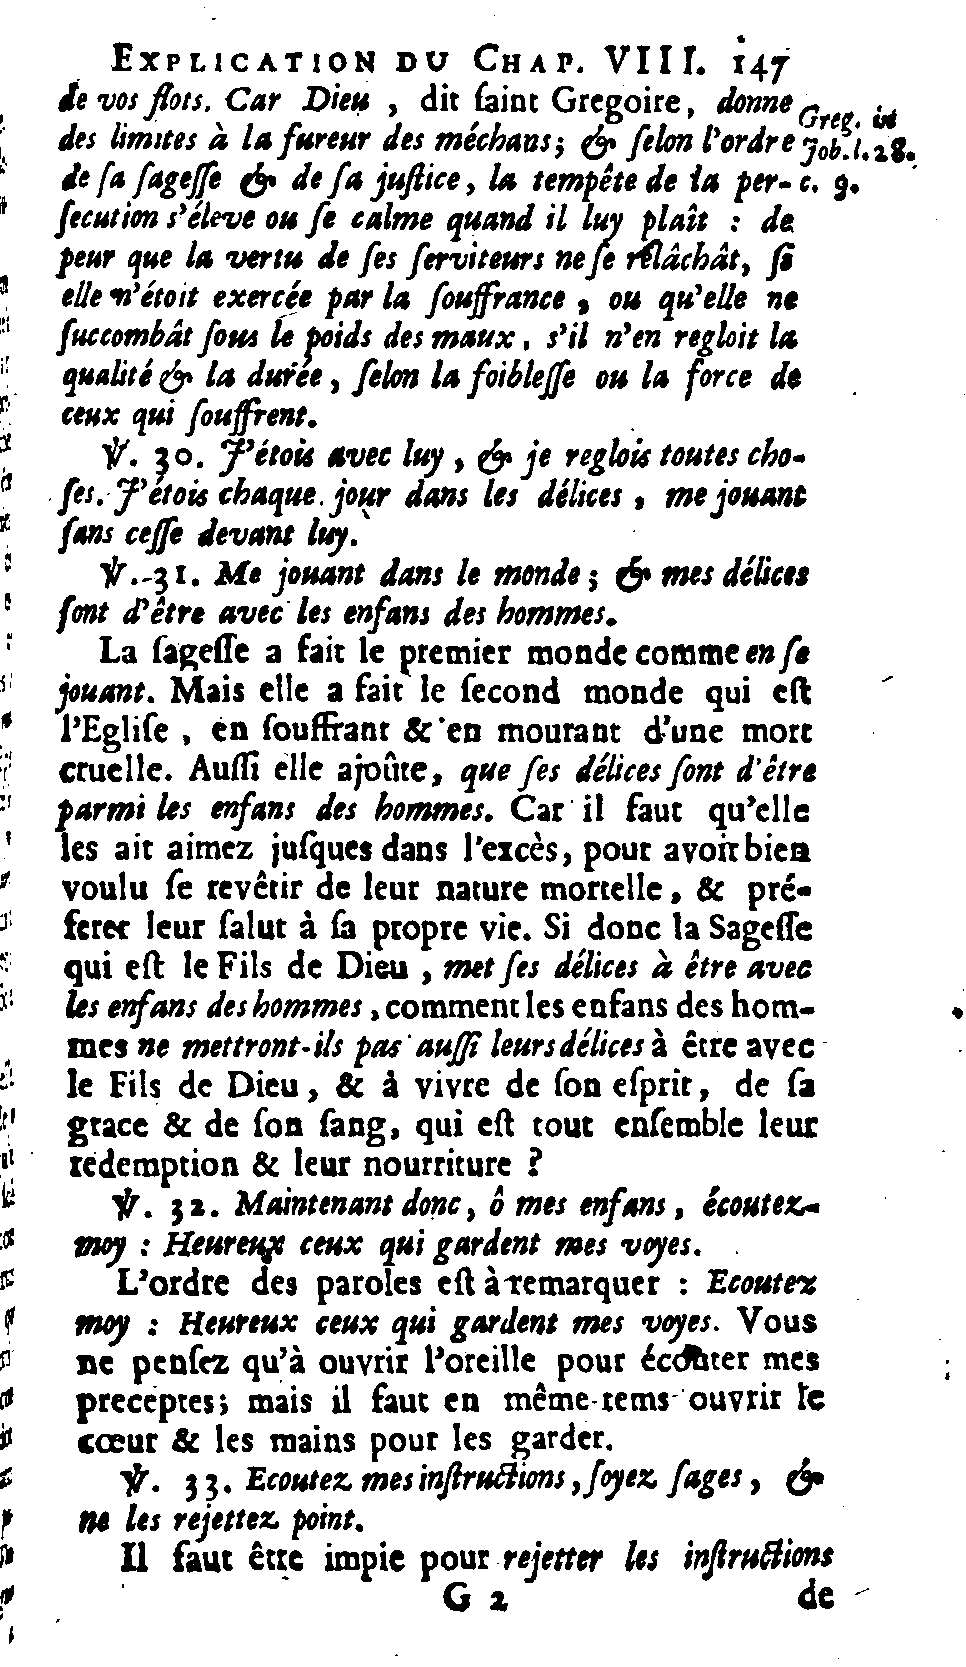 EXPLICATION DU CHAP. VIII. 147
de vos flots. Car Dieu, dit ſaint Gregoire, donne
des limites à la fureur des méchans; & ſelon l'ordre
de ſa ſageſſe & de ſa juſtice, la tempête de la per-
ſecution s'éleve ou ſe calme quand il luy plaît : de
peur que la vertu de ſes ſerviteurs ne ſe relâchât, ſi
elle n'étoit exercée par la ſouffrance, ou qu'elle ne
ſuccombât ſous le poids des maux, s'il n'en regloit la
qualité & la durée, ſelon la foibleſſe ou la force de
ceux qui ſouffrent.
Greg. in
Job. l. 28.
c. 9.
℣. 30. J'étois avec luy, & je reglois toutes cho-
ſes. J'étois chaque jour dans les délices, me jouant
ſans ceſſe devant luy.
℣. 31. Me jouant dans le monde; & mes délices
ſont d'être avec les enfans des hommes.
La ſageſſe a fait le premier monde comme en ſe
jouant. Mais elle a fait le ſecond monde qui eſt
l'Egliſe, en ſouffrant & en mourant d'une mort
cruelle. Auſſi elle ajoûte, que ſes délices ſont d'être
parmi les enfans des hommes. Car il faut qu'elle
les ait aimez juſques dans l'excès, pour avoir bien
voulu ſe revêtir de leur nature mortelle, & pré-
ferer leur ſalut à ſa propre vie. Si donc la Sageſſe
qui eſt le Fils de Dieu, met ſes délices à être avec
les enfans des hommes, comment les enfans des hom-
mes ne mettront-ils pas auſſi leurs délices à être avec
le Fils de Dieu, & à vivre de ſon eſprit, de ſa
grace & de ſon ſang, qui eſt tout enſemble leur
redemption & leur nourriture ?
℣. 32. Maintenant donc, ô mes enfans, écoutez-
moy : Heureux ceux qui gardent mes voyes.
L'ordre des paroles eſt à remarquer : Ecoutez
moy : Heureux ceux qui gardent mes voyes. Vous
ne penſez qu'à ouvrir l'oreille pour écouter mes
preceptes; mais il faut en même-tems ouvrir le
cœur & les mains pour les garder.
℣. 33. Ecoutez mes inſtructions, ſoyez ſages, &
ne les rejettez point.
Il faut être impie pour rejetter les inſtructions
G 2 de